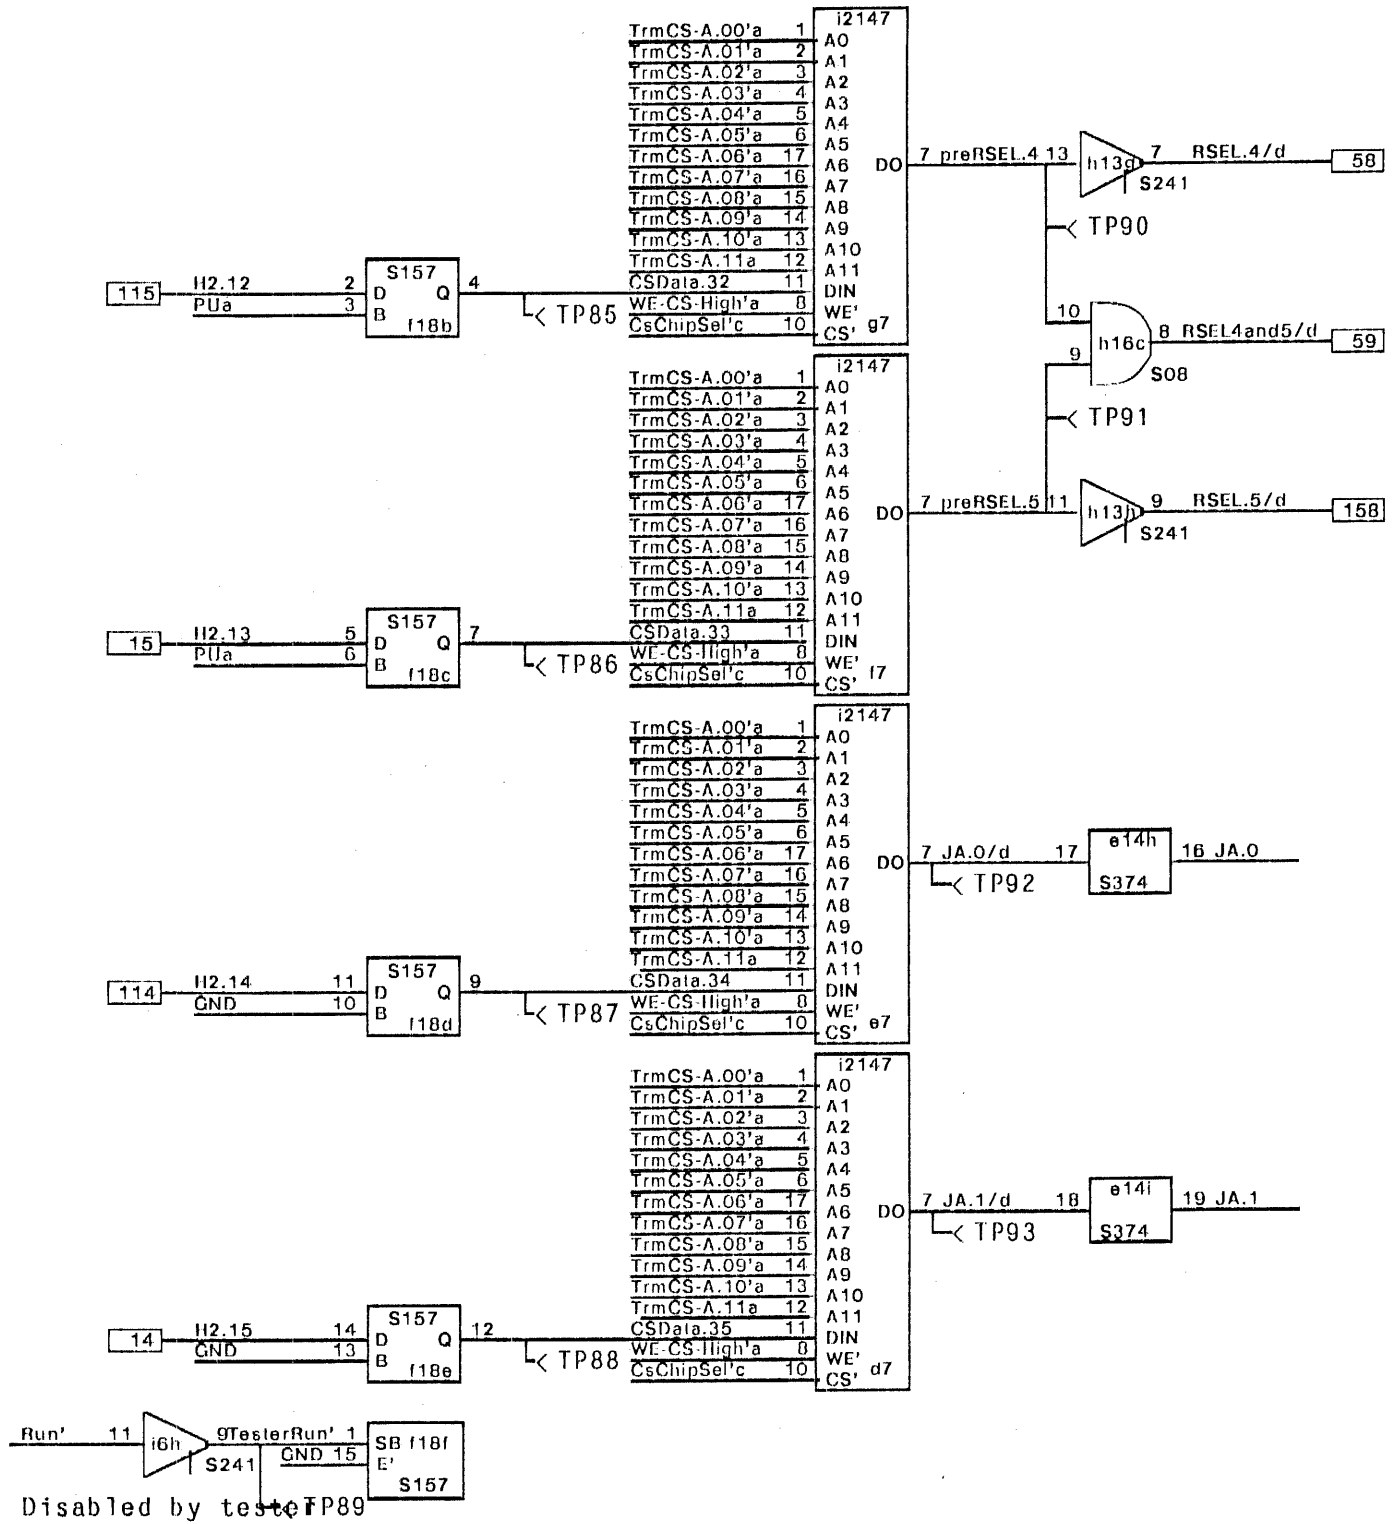 i2147
TrmCS-A.00'a 1 A0
TrmCS-A.01'a 2 A1
TrmCS-A.02'a 3 A2
TrmCS-A.03'a 4 A3
TrmCS-A.04'a 5 A4
TrmCS-A.05'a 6 A5
TrmCS-A.06'a 17 A6 DO 7 preRSEL.4 13 h13g 7 RSEL.4/d 58
S241
TrmCS-A.07'a 16 A7
TrmCS-A.08'a 15 A8
TrmCS-A.09'a 14 A9 TP90
TrmCS-A.10'a 13 A10
TrmCS-A.11a 12 A11
115 H2.12 2 D S157 Q 4 CSData.32 11 DIN
PUa 3 B f18b TP85 WE-CS-High'a 8 WE'
CsChipSel'c 10 CS' g7
10 h16c 8 RSEL4and5/d 59
9 S08
i2147
TrmCS-A.00'a 1 A0
TrmCS-A.01'a 2 A1
TrmCS-A.02'a 3 A2 TP91
TrmCS-A.03'a 4 A3
TrmCS-A.04'a 5 A4
TrmCS-A.05'a 6 A5
TrmCS-A.06'a 17 A6 DO 7 preRSEL.5 11 h13h 9 RSEL.5/d 158
S241
TrmCS-A.07'a 16 A7
TrmCS-A.08'a 15 A8
TrmCS-A.09'a 14 A9
TrmCS-A.10'a 13 A10
TrmCS-A.11a 12 A11
15 H2.13 5 D S157 Q 7 CSData.33 11 DIN
PUa 6 B f18c TP86 WE-CS-High'a 8 WE'
CsChipSel'c 10 CS' f7
i2147
TrmCS-A.00'a 1 A0
TrmCS-A.01'a 2 A1
TrmCS-A.02'a 3 A2
TrmCS-A.03'a 4 A3
TrmCS-A.04'a 5 A4
TrmCS-A.05'a 6 A5
TrmCS-A.06'a 17 A6 DO 7 JA.0/d 17 e14h 16 JA.0
TrmCS-A.07'a 16 A7 TP92 S374
TrmCS-A.08'a 15 A8
TrmCS-A.09'a 14 A9
TrmCS-A.10'a 13 A10
TrmCS-A.11a 12 A11
114 H2.14 11 D S157 Q 9 CSData.34 11 DIN
GND 10 B f18d TP87 WE-CS-High'a 8 WE'
CsChipSel'c 10 CS' e7
i2147
TrmCS-A.00'a 1 A0
TrmCS-A.01'a 2 A1
TrmCS-A.02'a 3 A2
TrmCS-A.03'a 4 A3
TrmCS-A.04'a 5 A4
TrmCS-A.05'a 6 A5
TrmCS-A.06'a 17 A6 DO 7 JA.1/d 18 e14i 19 JA.1
TrmCS-A.07'a 16 A7 TP93 S374
TrmCS-A.08'a 15 A8
TrmCS-A.09'a 14 A9
TrmCS-A.10'a 13 A10
TrmCS-A.11a 12 A11
14 H2.15 14 D S157 Q 12 CSData.35 11 DIN
GND 13 B f18e TP88 WE-CS-High'a 8 WE'
CsChipSel'c 10 CS' d7
Run' 11 i6h 9 TesterRun' 1 SB f18f
S241 GND 15 E'
S157
Disabled by tester TP89